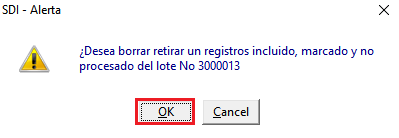 SDI - Alerta
¿Desea borrar retirar un registros incluido, marcado y no
procesado del lote No 3000013
OK
Cancel